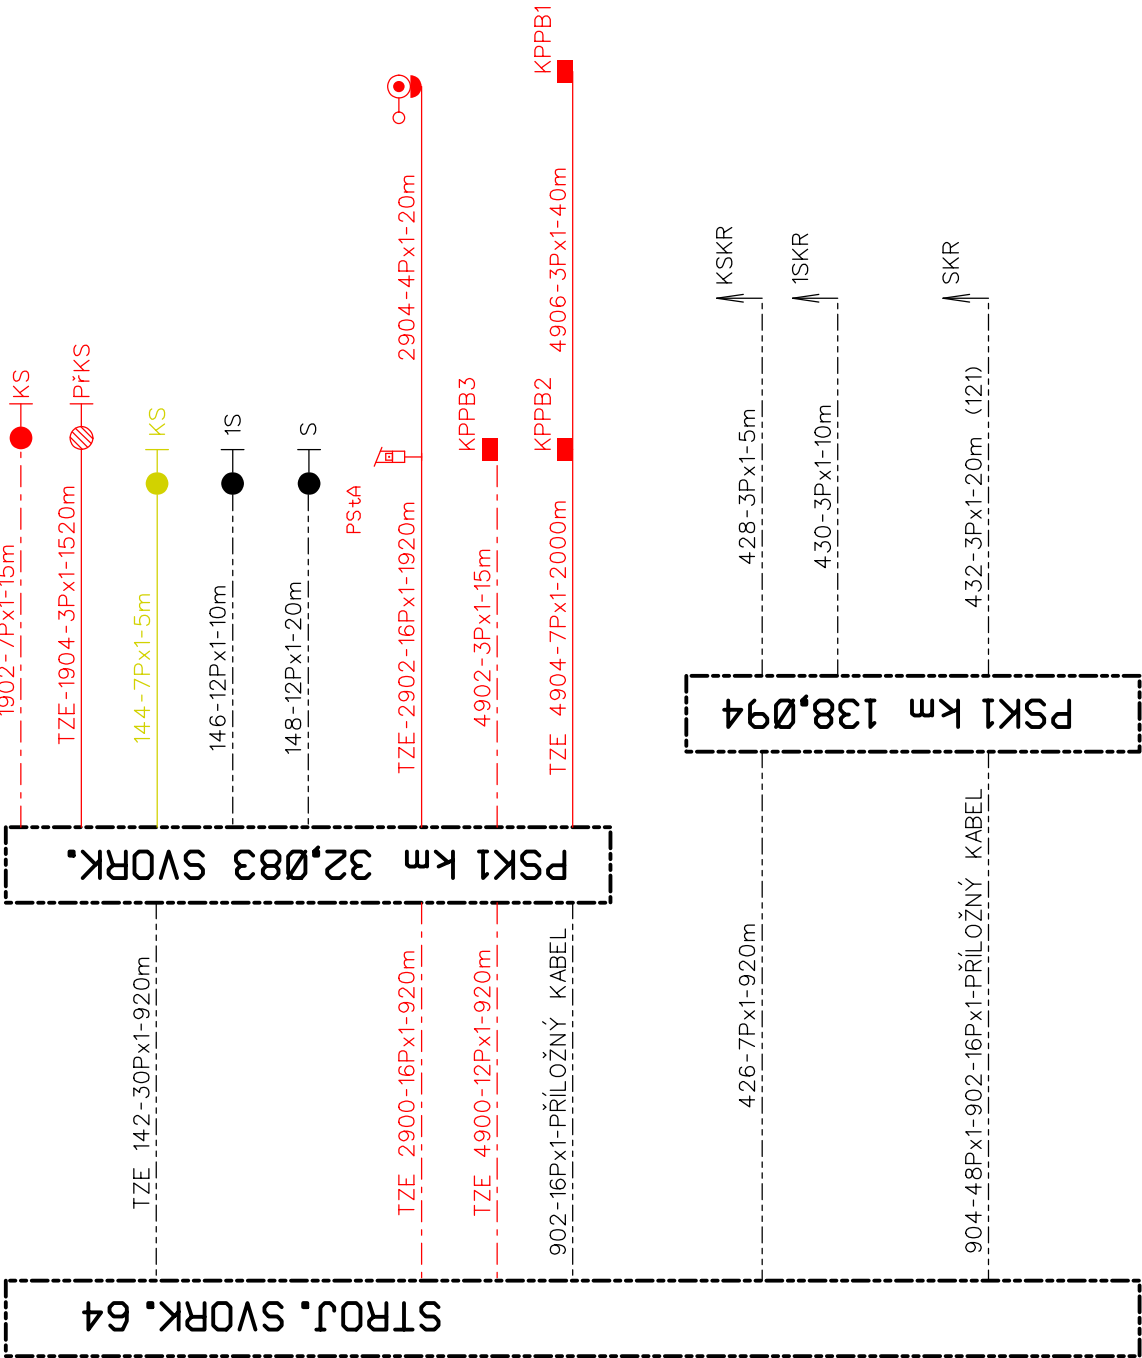 KS
1902-7Px1-15m
PřKS
TZE-1904-3Px1-1520m
KS
144-7Px1-5m
1S
146-12Px1-10m
S
148-12Px1-20m
PStA
2904-4Px1-20m
TZE-2902-16Px1-1920m
KPPB3
4902-3Px1-15m
KPPB1
4906-3Px1-40m
KPPB2
TZE 4904-7Px1-2000m
KSKR
428-3Px1-5m
1SKR
430-3Px1-10m
SKR
432-3Px1-20m (121)
PSK1 km 32,083 SVORK.
PSK1 km 138,094
TZE 142-30Px1-920m
TZE 2900-16Px1-920m
TZE 4900-12Px1-920m
902-16Px1-PŘÍLOŽNÝ KABEL
426-7Px1-920m
904-48Px1-902-16Px1-PŘÍLOŽNÝ KABEL
STROJ. SVORK. 64